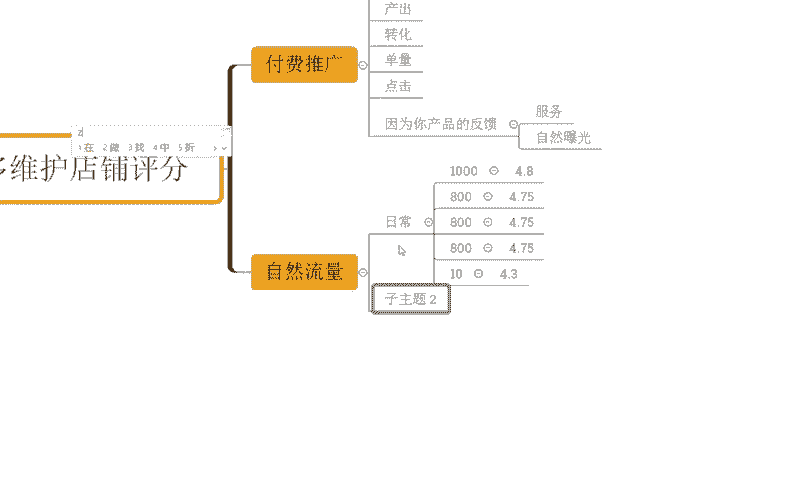 产出
转化
付费推广
单量
点击
因为你产品的反馈
服务
自然曝光
z
1在 2做 3找 4中 5折
多维护店铺评分
1000 4.8
800 4.75
日常 800 4.75
800 4.75
自然流量
10 4.3
子主题 2